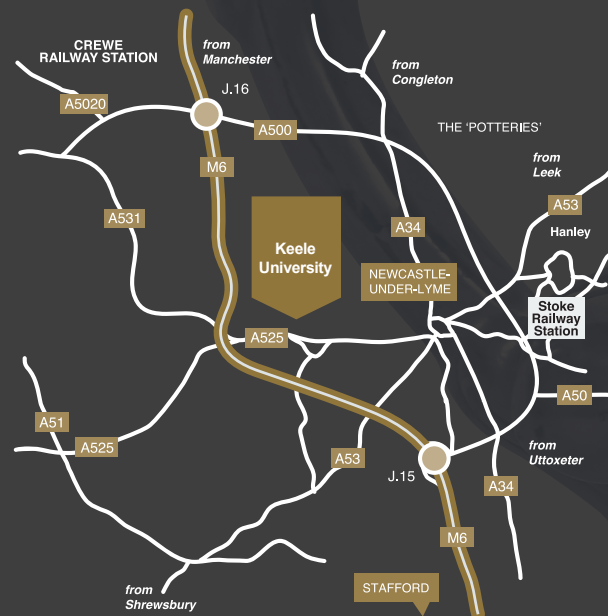 CREWE
RAILWAY STATION
from
Manchester
from
Congleton
J.16
A5020
A500
THE 'POTTERIES'
from
Leek
M6
A53
A531
A34
Hanley
Keele
University
NEWCASTLE-
UNDER-LYME
Stoke
Railway
Station
A525
A50
A51
A525
A53
from
Uttoxeter
J.15
A34
M6
from
Shrewsbury
STAFFORD